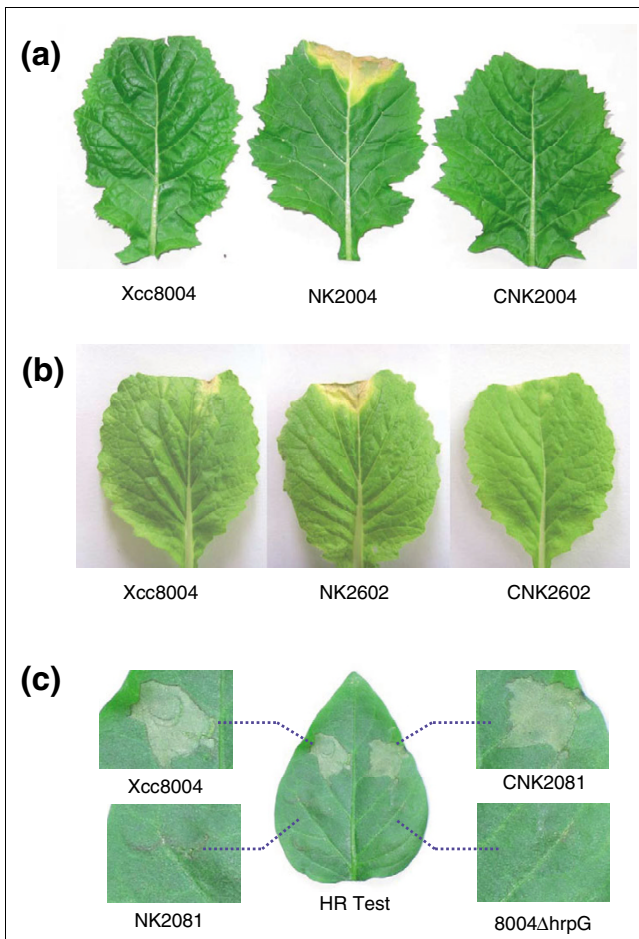 (a)
Xcc8004 NK2004 CNK2004
(b)
Xcc8004 NK2602 CNK2602
(c)
Xcc8004 CNK2081
NK2081 HR Test 8004ΔhrpG